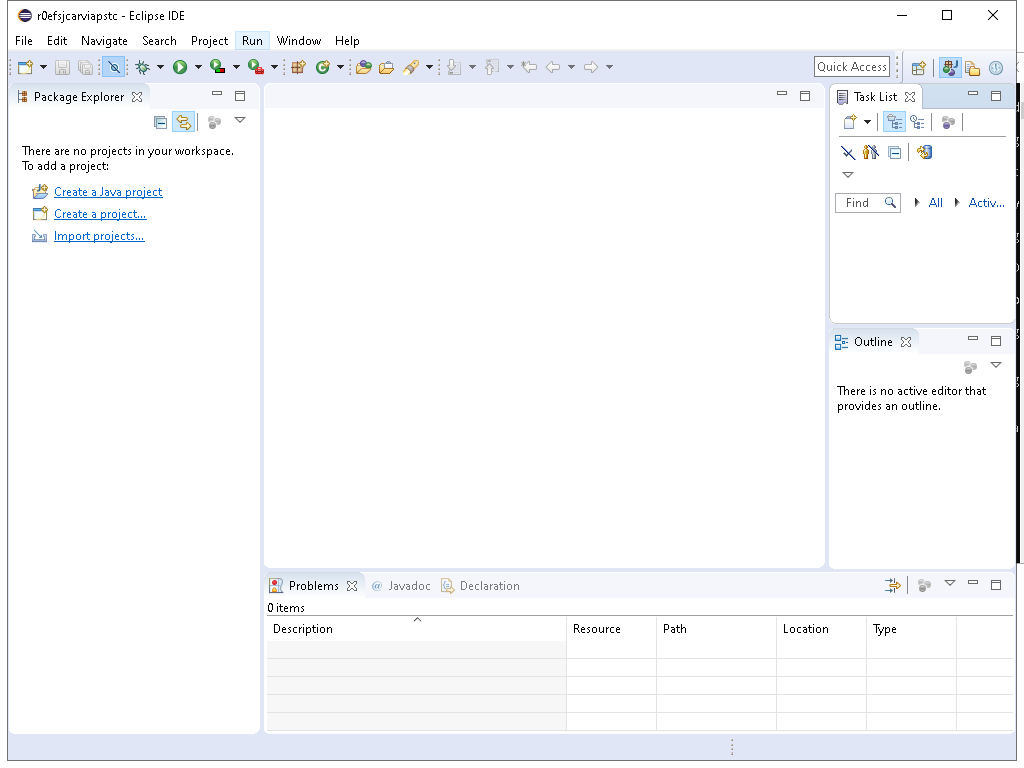 r0efsjcarviapstc - Eclipse IDE
File Edit Navigate Search Project Run Window Help
Quick Access
Package Explorer
There are no projects in your workspace.
To add a project:
Create a Java project
Create a project...
Import projects...
Task List
Find All Activ...
Outline
There is no active editor that
provides an outline.
Problems @ Javadoc Declaration
0 items
Description Resource Path Location Type